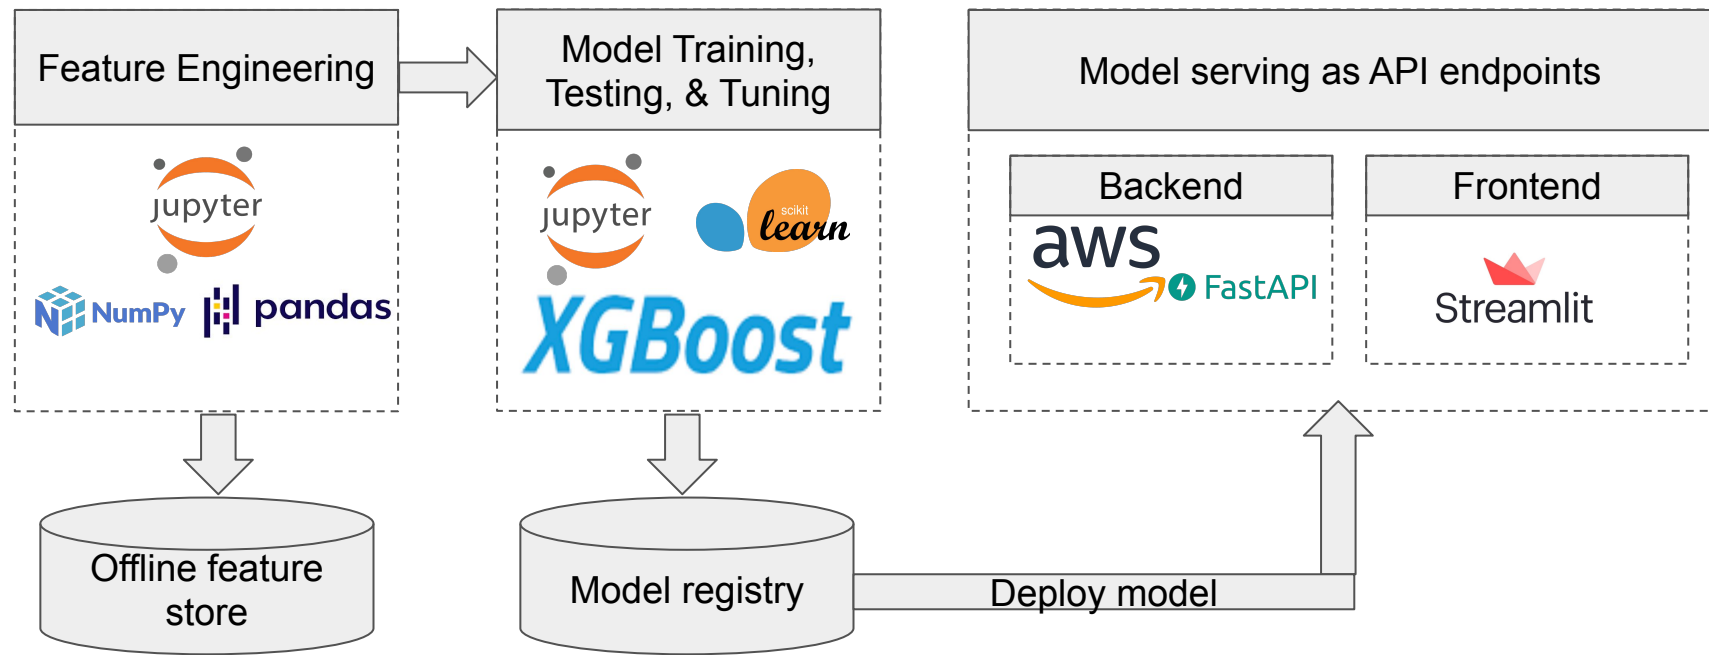 Feature Engineering
Model Training,
Testing, & Tuning
Model serving as API endpoints
jupyter
NumPy
pandas
jupyter
scikit
learn
XGBoost
Backend
aws
FastAPI
Frontend
Streamlit
Offline feature
store
Model registry
Deploy model